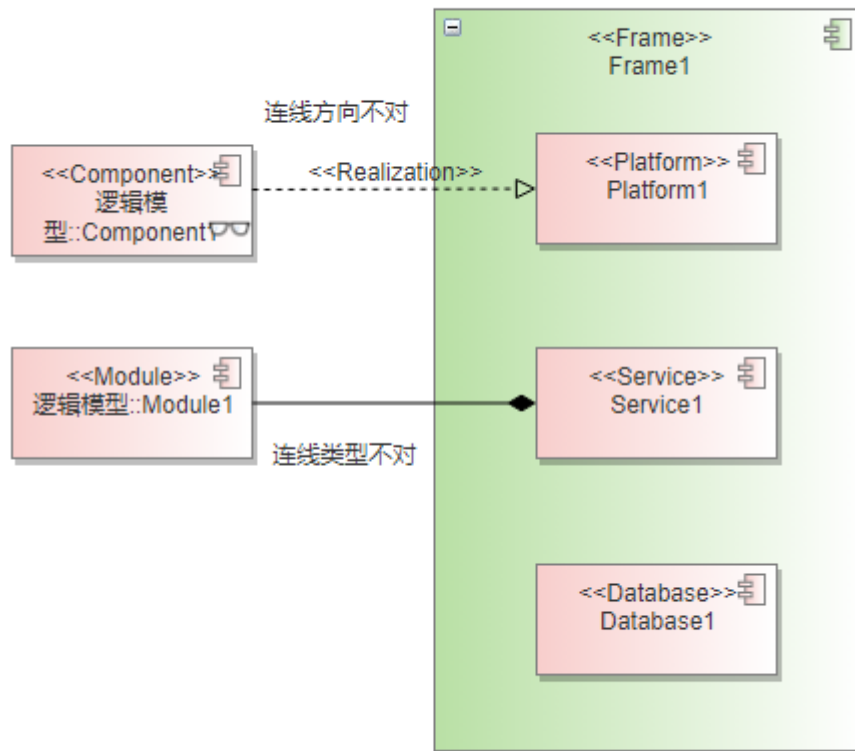 <<Frame>>
Frame1
连线方向不对
<<Component>>
逻辑模
型::Component1
<<Realization>>
<<Platform>>
Platform1
<<Module>>
逻辑模型::Module1
<<Service>>
Service1
连线类型不对
<<Database>>
Database1